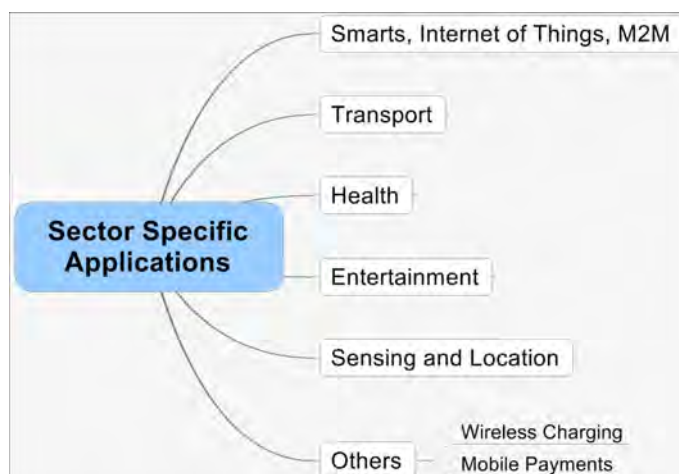 Smarts, Internet of Things, M2M
Transport
Health
Sector Specific
Applications
Entertainment
Sensing and Location
Others
Wireless Charging
Mobile Payments